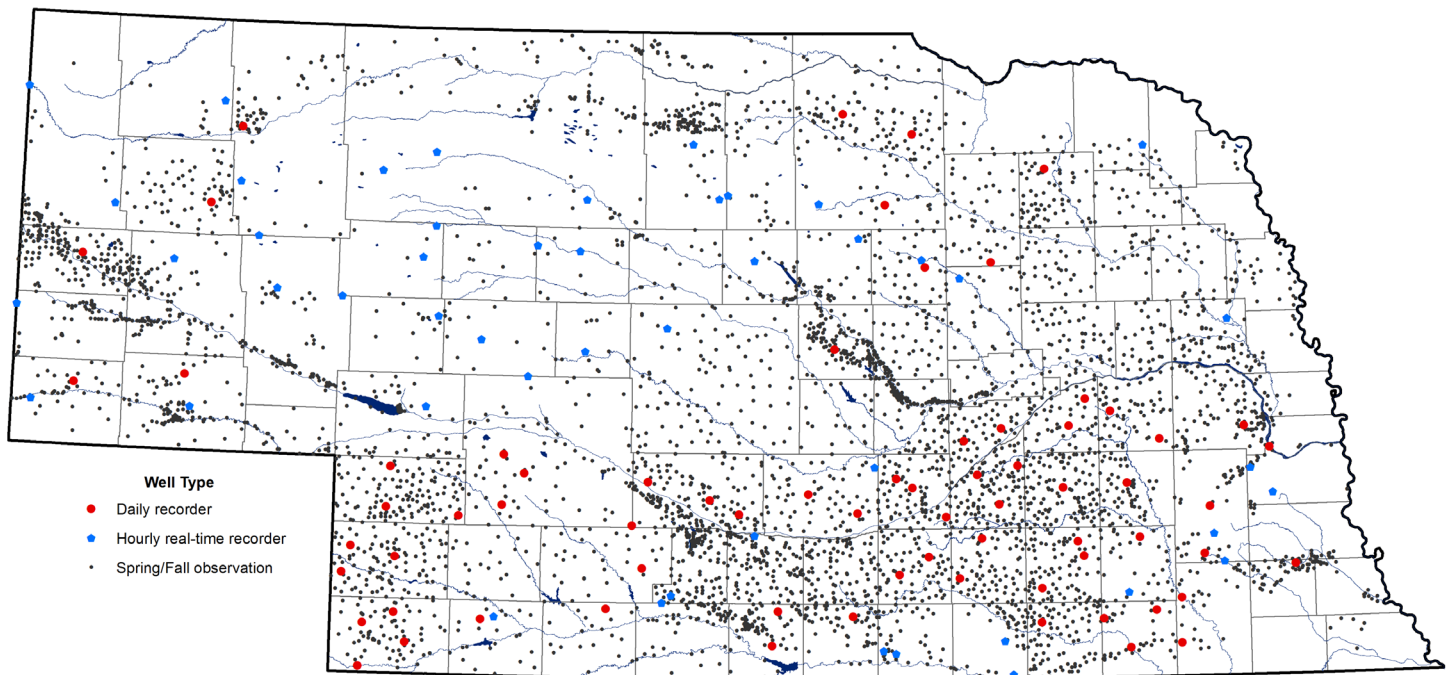 Well Type
Daily recorder
Hourly real-time recorder
Spring/Fall observation